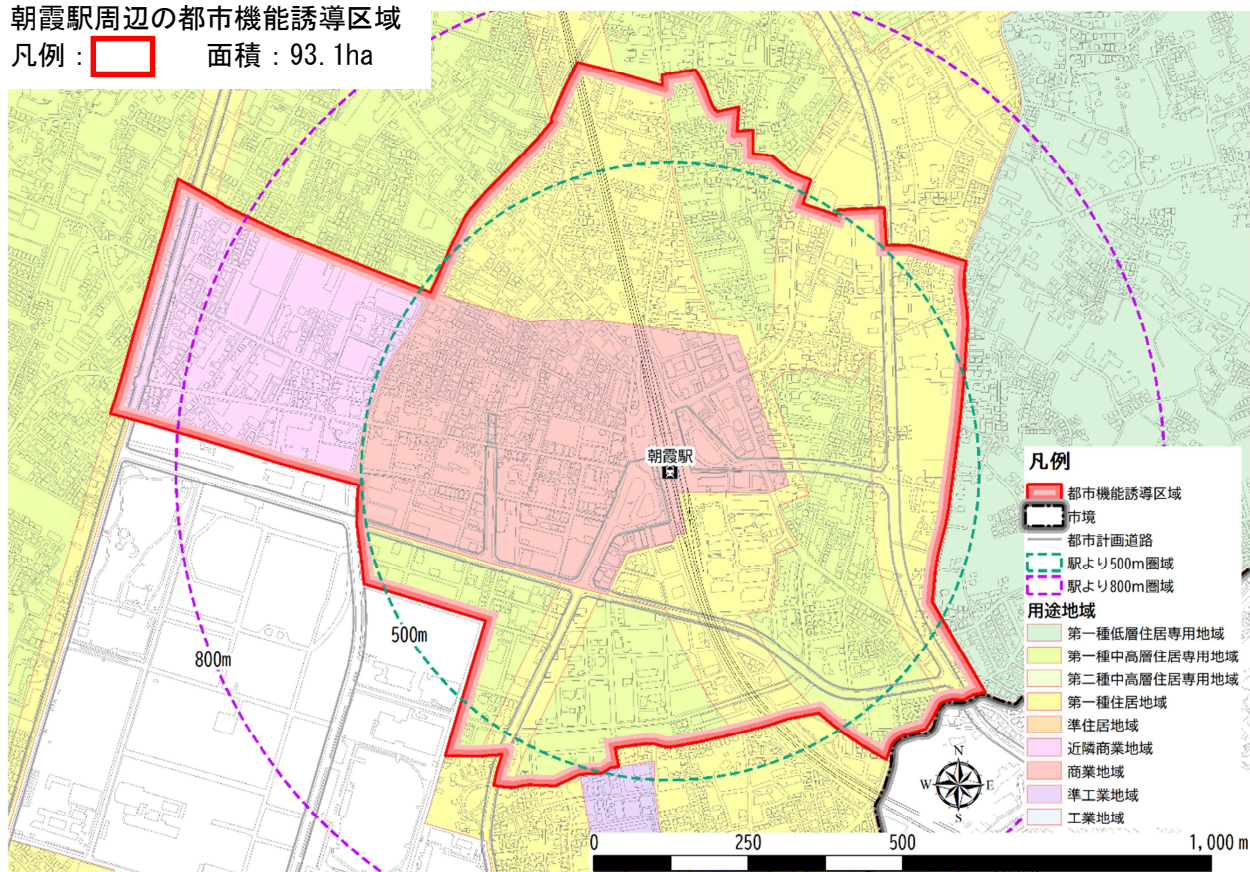 朝霞駅周辺の都市機能誘導区域
凡例： 面積：93.1ha
朝霞駅
500m
800m
凡例
都市機能誘導区域
市境
都市計画道路
駅より500m圏域
駅より800m圏域
用途地域
第一種低層住居専用地域
第一種中高層住居専用地域
第二種中高層住居専用地域
第一種住居地域
準住居地域
近隣商業地域
商業地域
準工業地域
工業地域
N
W E
S
0 250 500 1,000 m